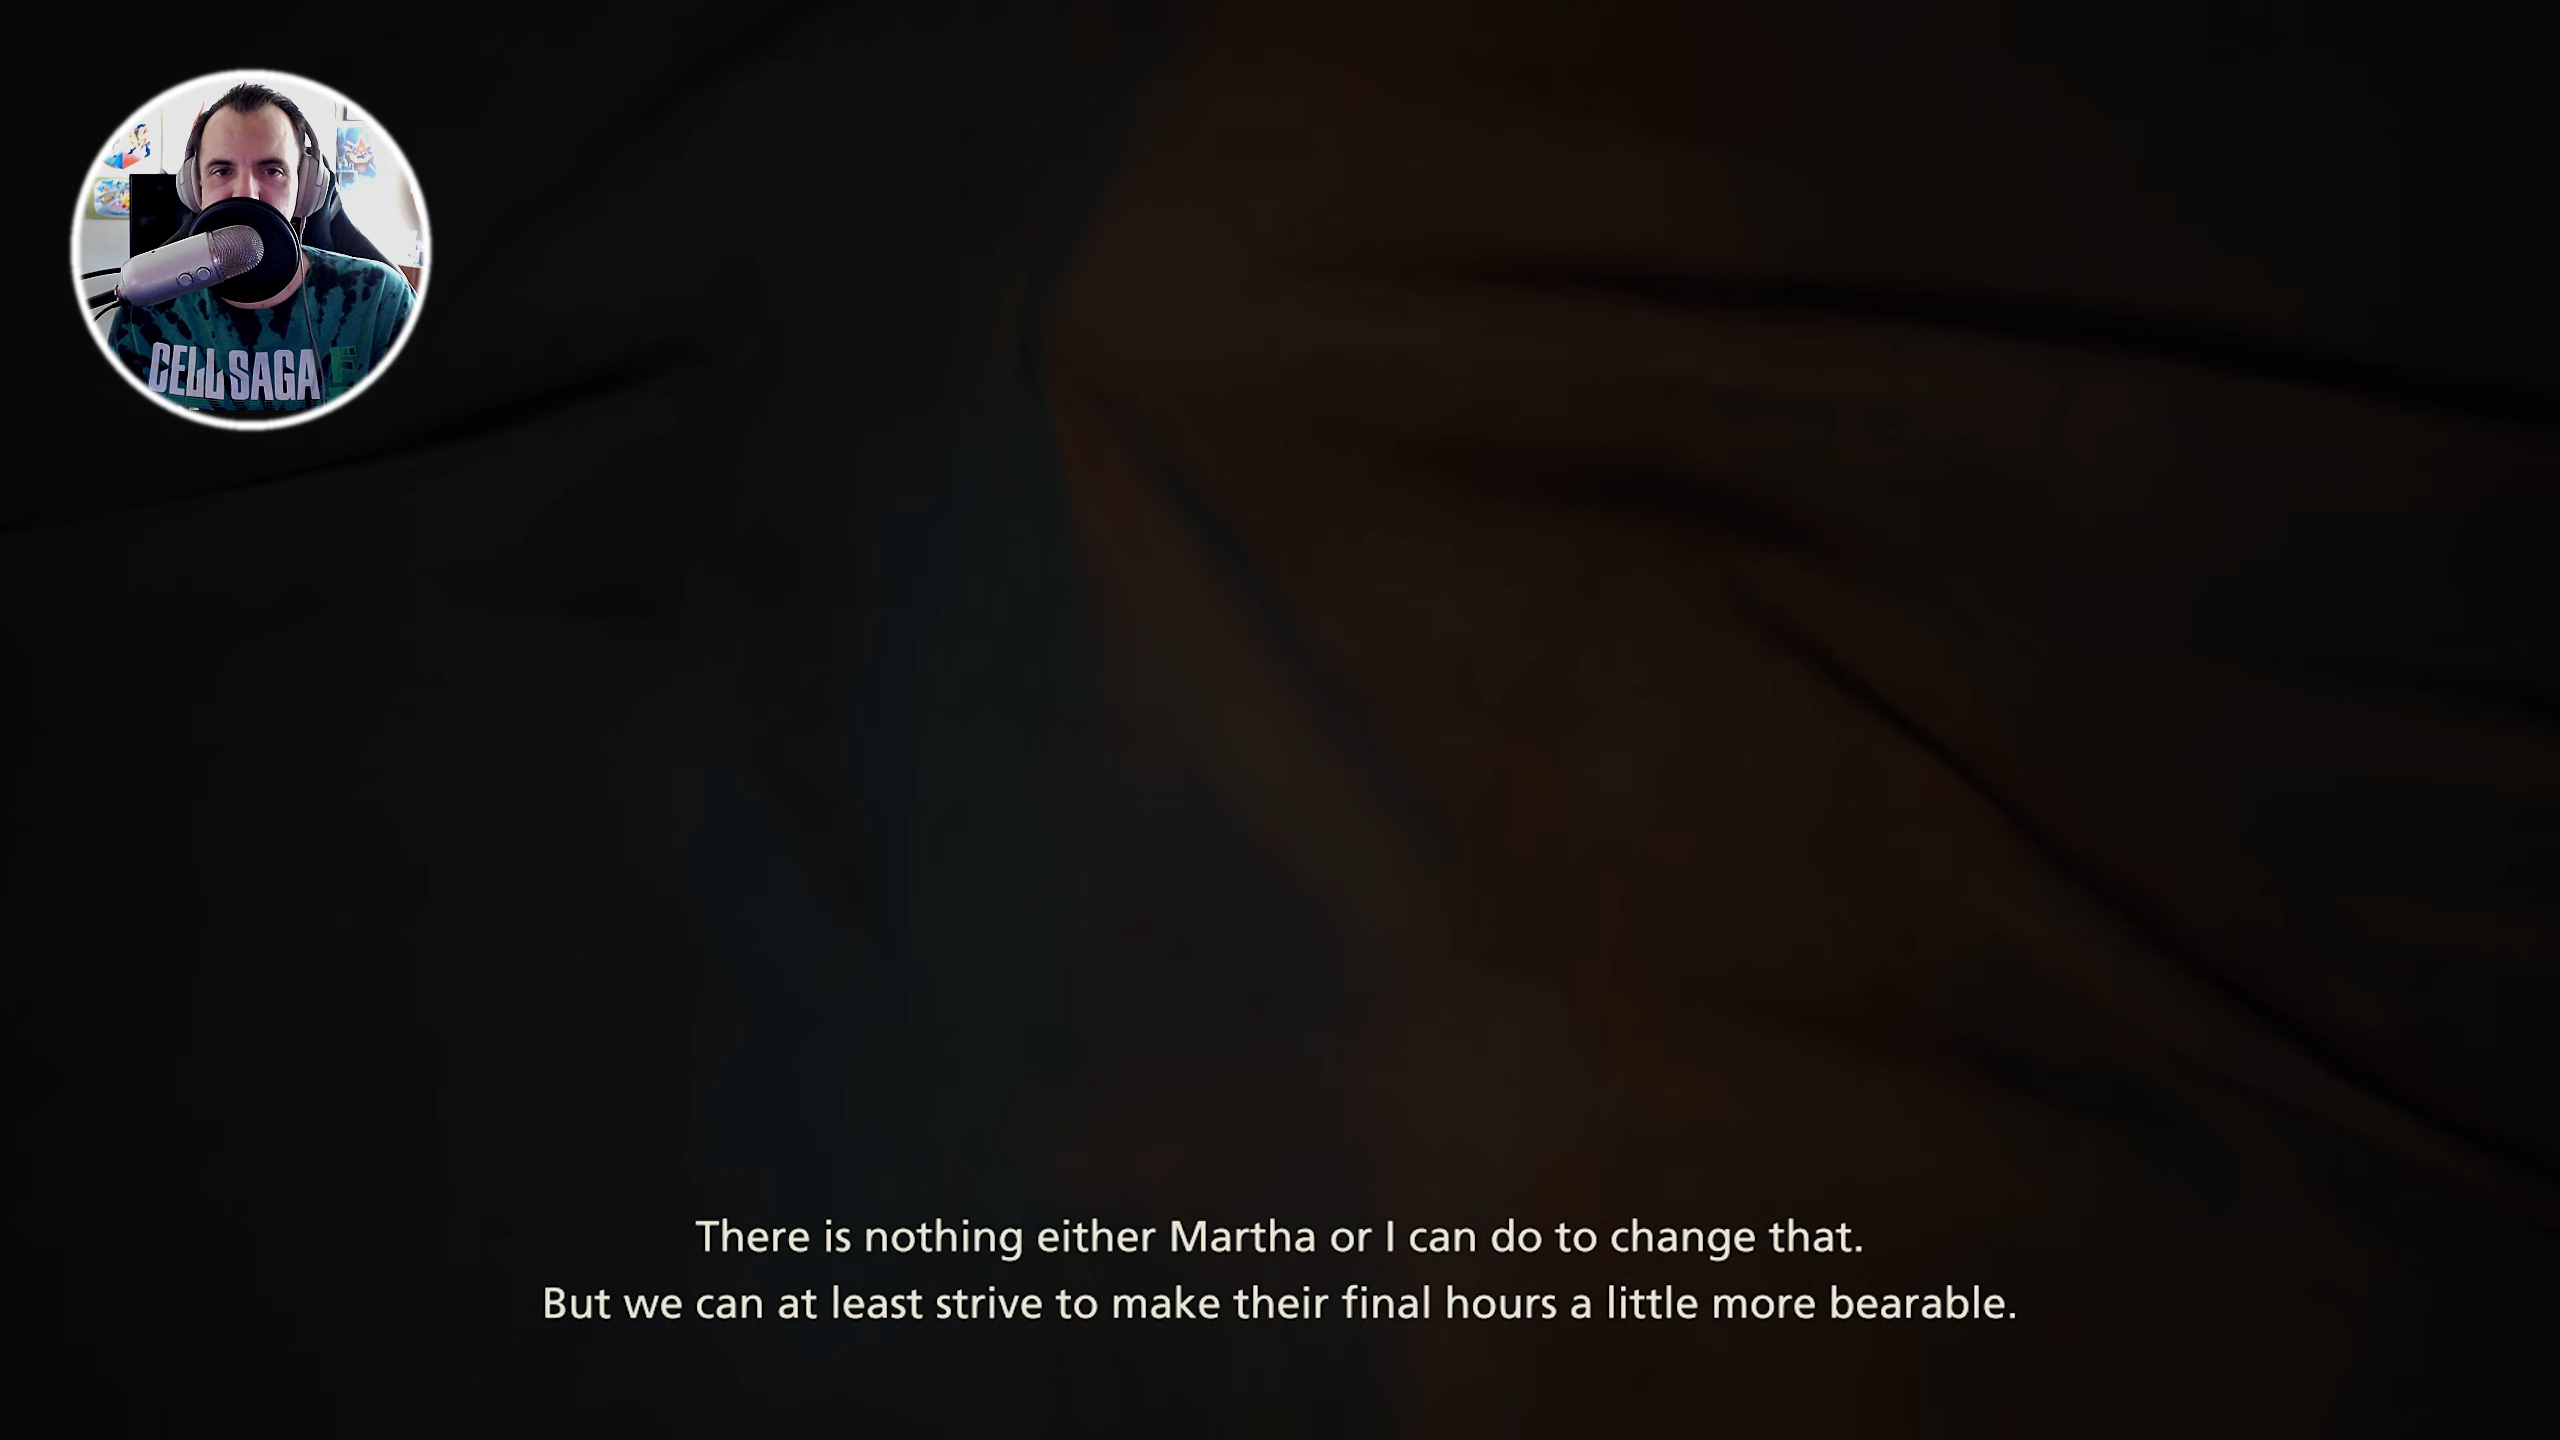 CELL SAGA
There is nothing either Martha or I can do to change that.
But we can at least strive to make their final hours a little more bearable.